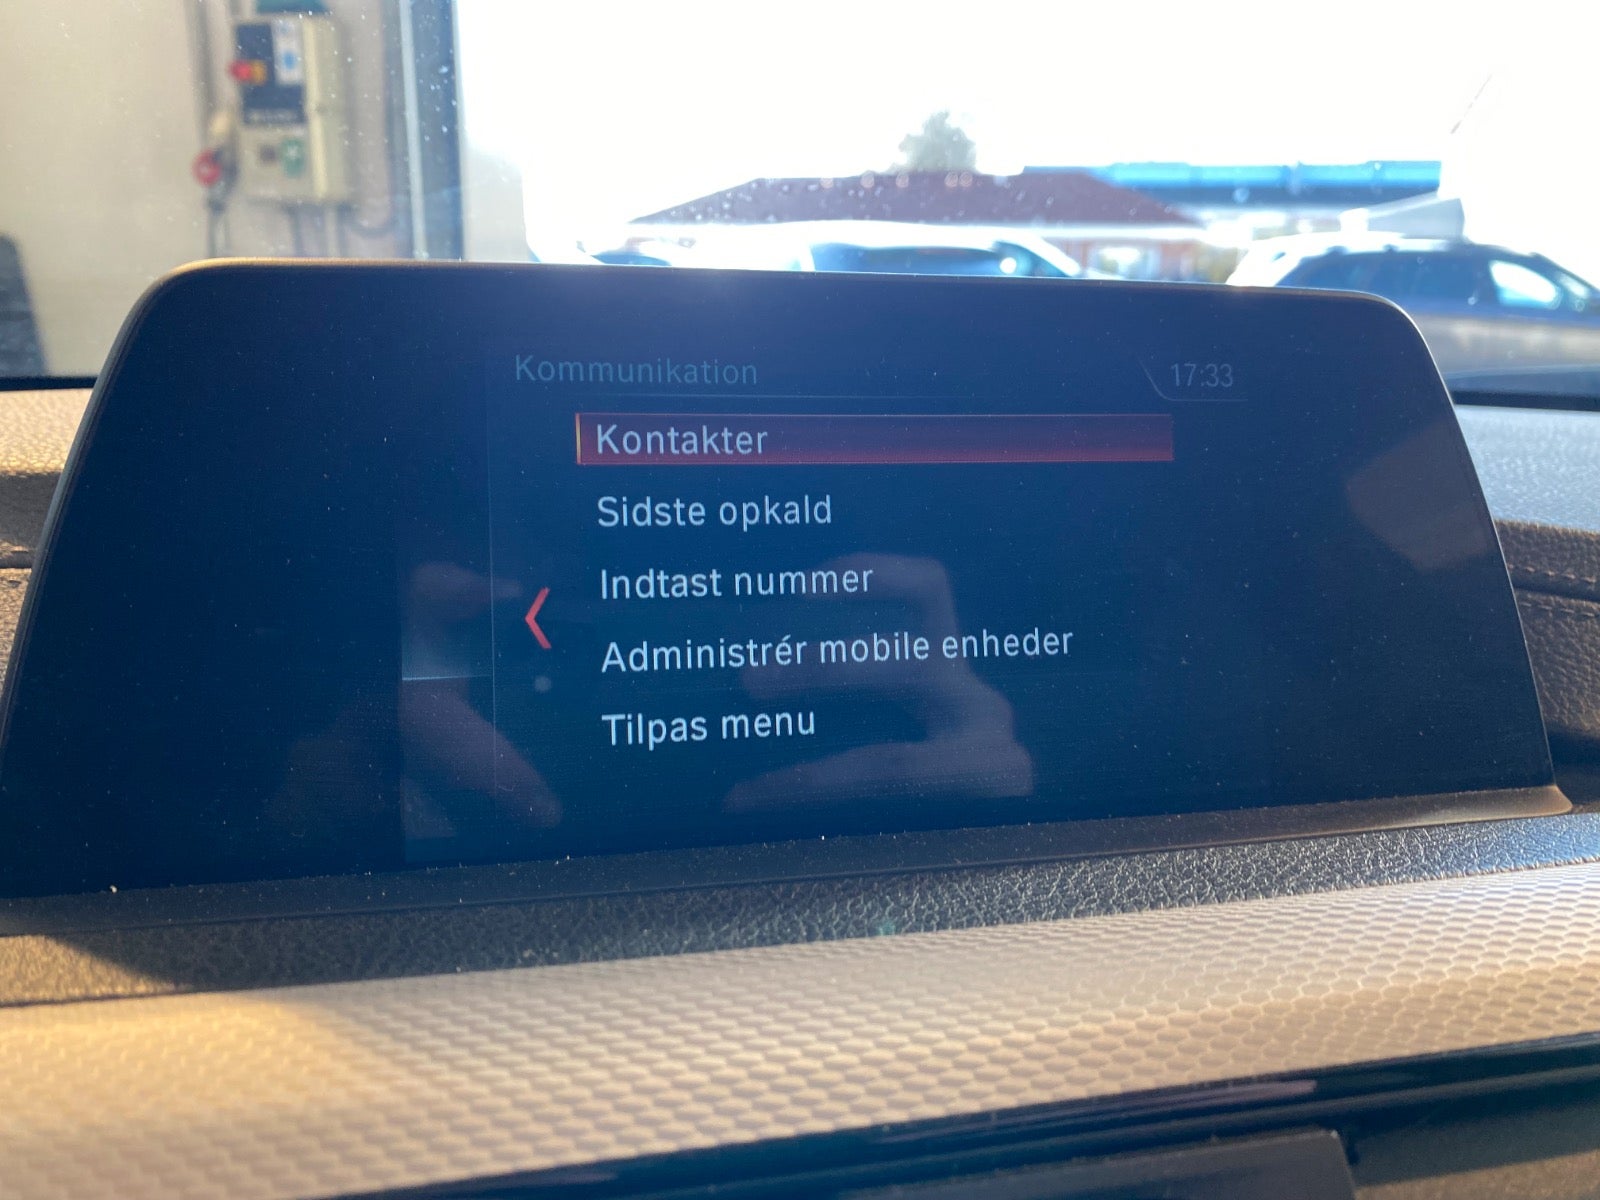 Kommunikation
17:33
Kontakter
Sidste opkald
Indtast nummer
Administrér mobile enheder
Tilpas menu